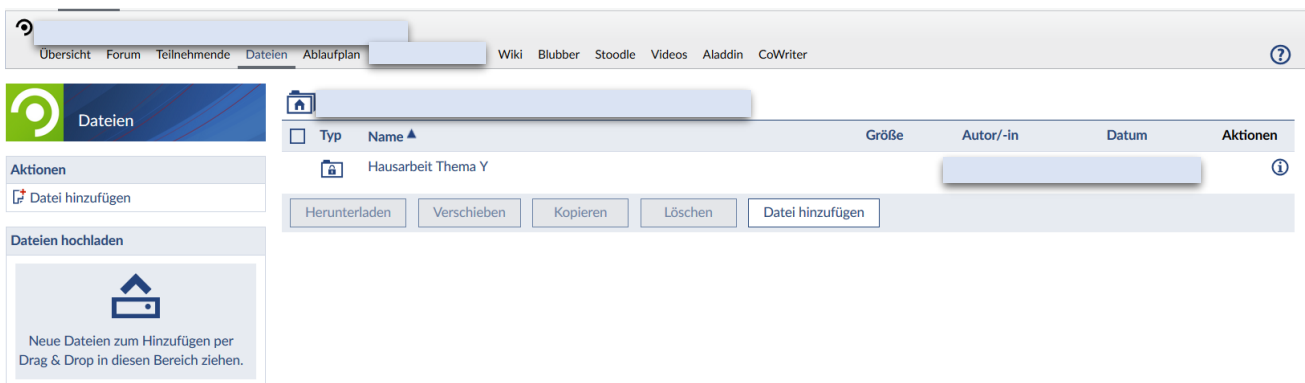 Übersicht Forum Teilnehmende Dateien Ablaufplan Wiki Blubber Stoodle Videos Aladdin CoWriter ?
Dateien
Typ Name Größe Autor/-in Datum Aktionen
Aktionen
Hausarbeit Thema Y
Datei hinzufügen
Herunterladen Verschieben Kopieren Löschen Datei hinzufügen
Dateien hochladen
Neue Dateien zum Hinzufügen per
Drag & Drop in diesen Bereich ziehen.